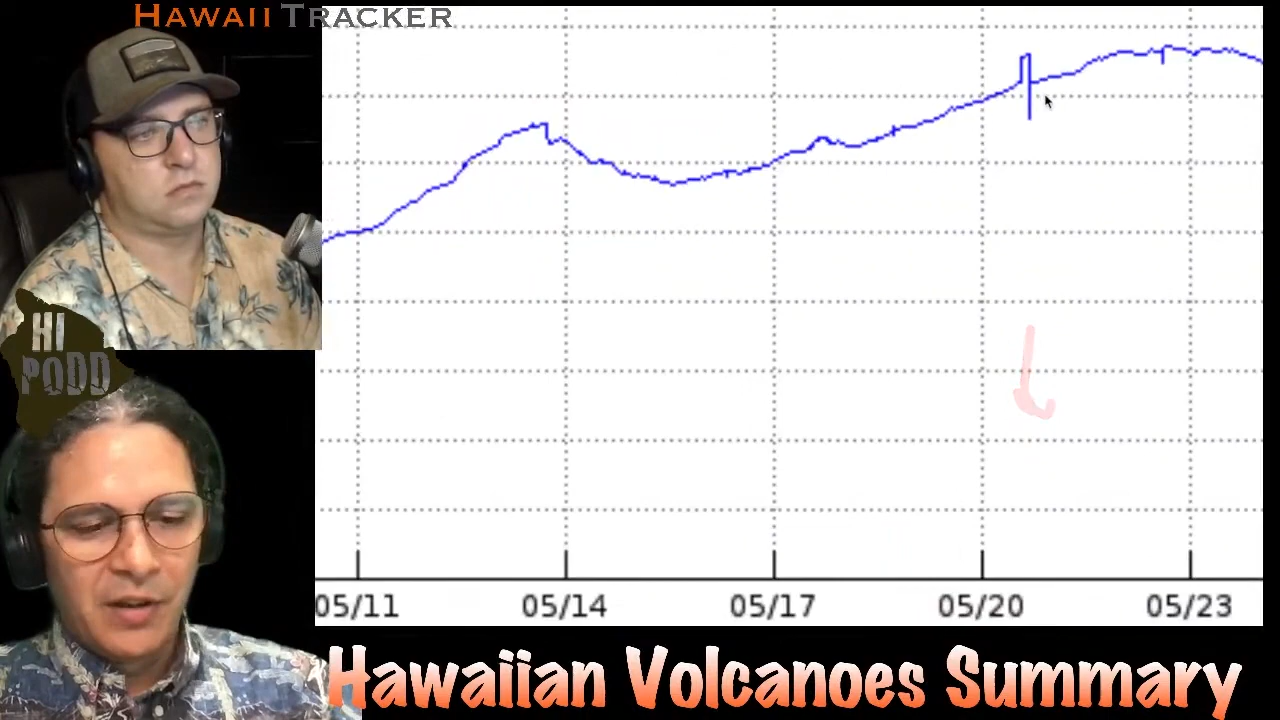 HAWAII TRACKER
HI
PODD
05/11 05/14 05/17 05/20 05/23
Hawaiian Volcanoes Summary